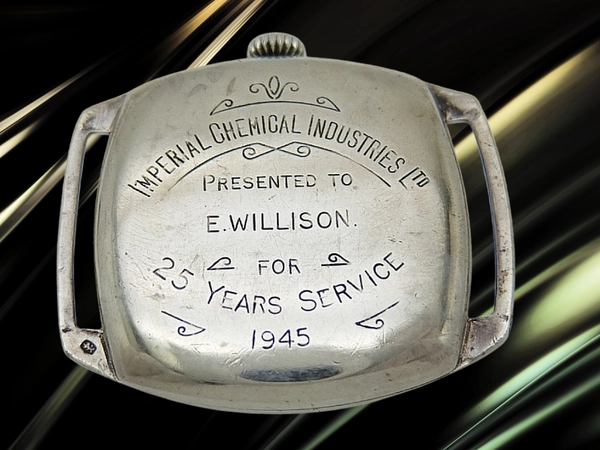 IMPERIAL CHEMICAL INDUSTRIES LTD
PRESENTED TO
E.WILLISON.
FOR
25 YEARS SERVICE
1945